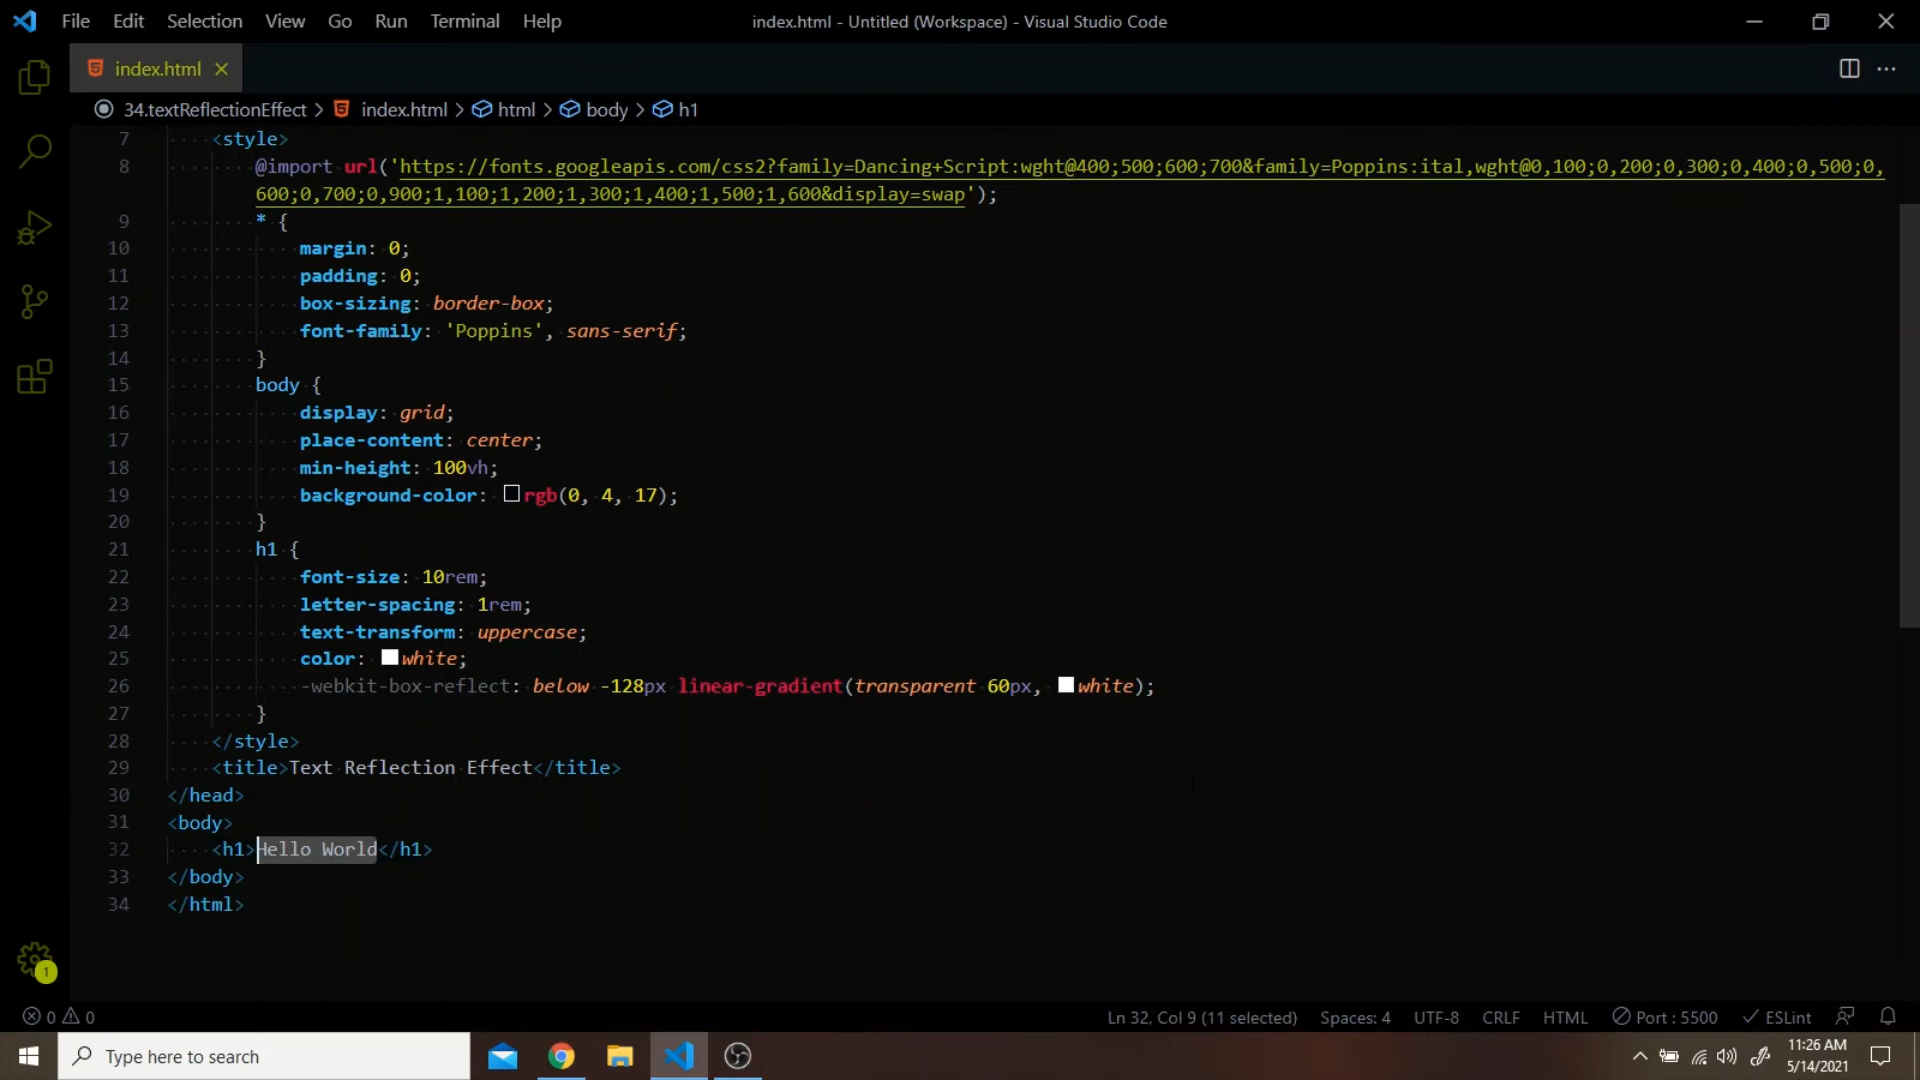 File Edit Selection View Go Run Terminal Help index.html - Untitled (Workspace) - Visual Studio Code
index.html
34.textReflectionEffect > index.html > html > body > h1
7 <style>
8 @import url('https://fonts.googleapis.com/css2?family=Dancing+Script:wght@400;500;600;700&family=Poppins:ital,wght@0,100;0,200;0,300;0,400;0,500;0,
600;0,700;0,900;1,100;1,200;1,300;1,400;1,500;1,600&display=swap');
9 * {
10 margin: 0;
11 padding: 0;
12 box-sizing: border-box;
13 font-family: 'Poppins', sans-serif;
14 }
15 body {
16 display: grid;
17 place-content: center;
18 min-height: 100vh;
19 background-color: rgb(0, 4, 17);
20 }
21 h1 {
22 font-size: 10rem;
23 letter-spacing: 1rem;
24 text-transform: uppercase;
25 color: white;
26 -webkit-box-reflect: below -128px linear-gradient(transparent 60px, white);
27 }
28 </style>
29 <title>Text Reflection Effect</title>
30 </head>
31 <body>
32 <h1>Hello World</h1>
33 </body>
34 </html>
1
0 0 Ln 32, Col 9 (11 selected) Spaces: 4 UTF-8 CRLF HTML Port : 5500 ESLint
Type here to search
11:26 AM
5/14/2021